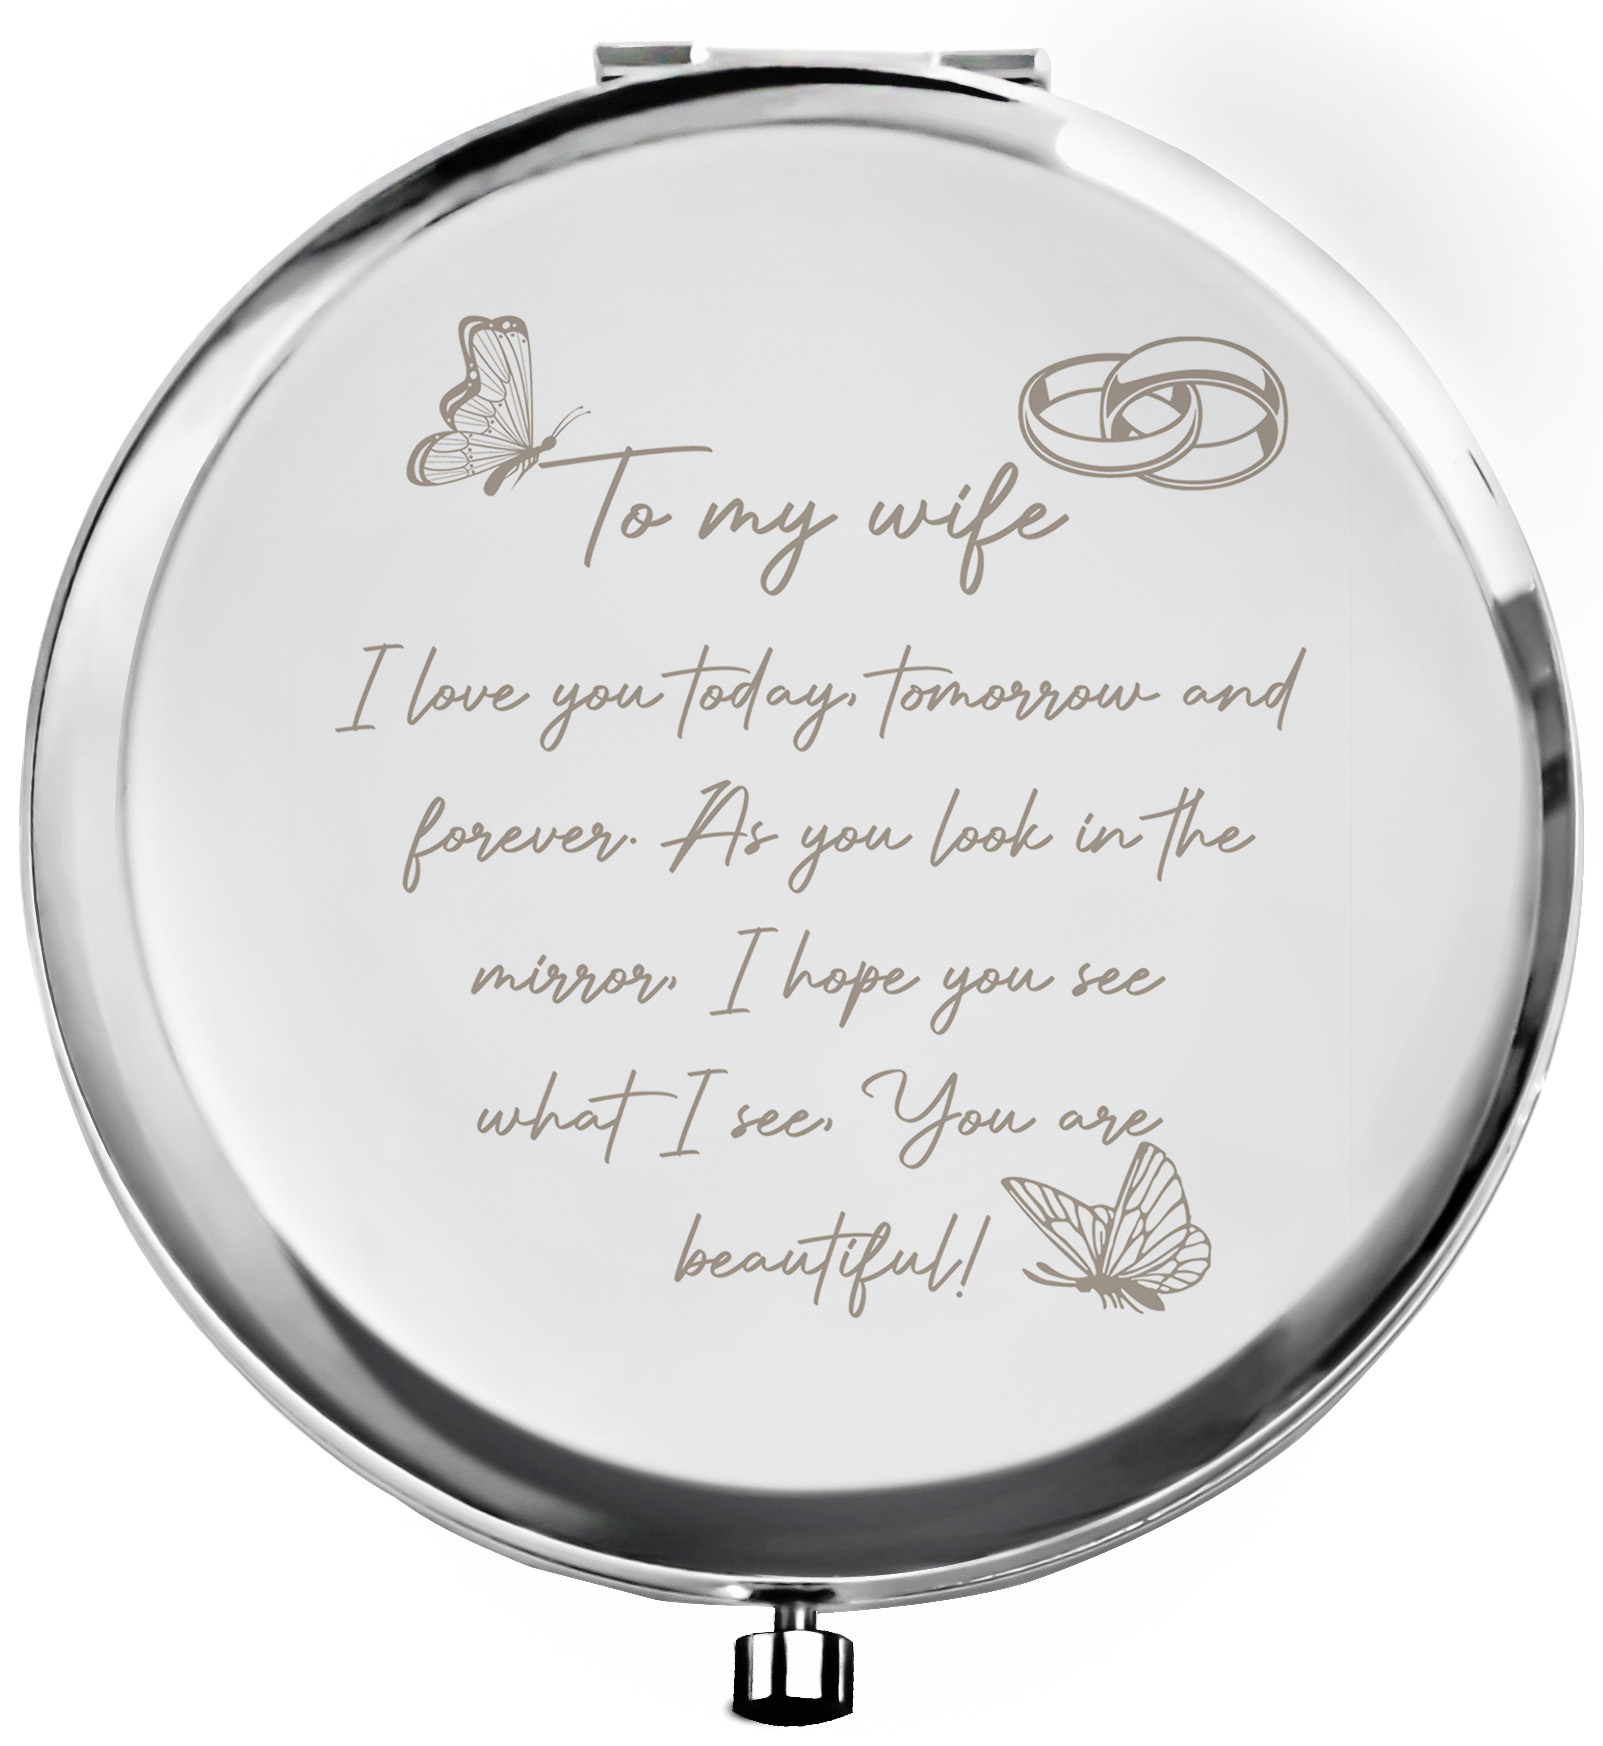 To my wife
I love you today, tomorrow and
forever. As you look in the
mirror, I hope you see
what I see, You are
beautiful!